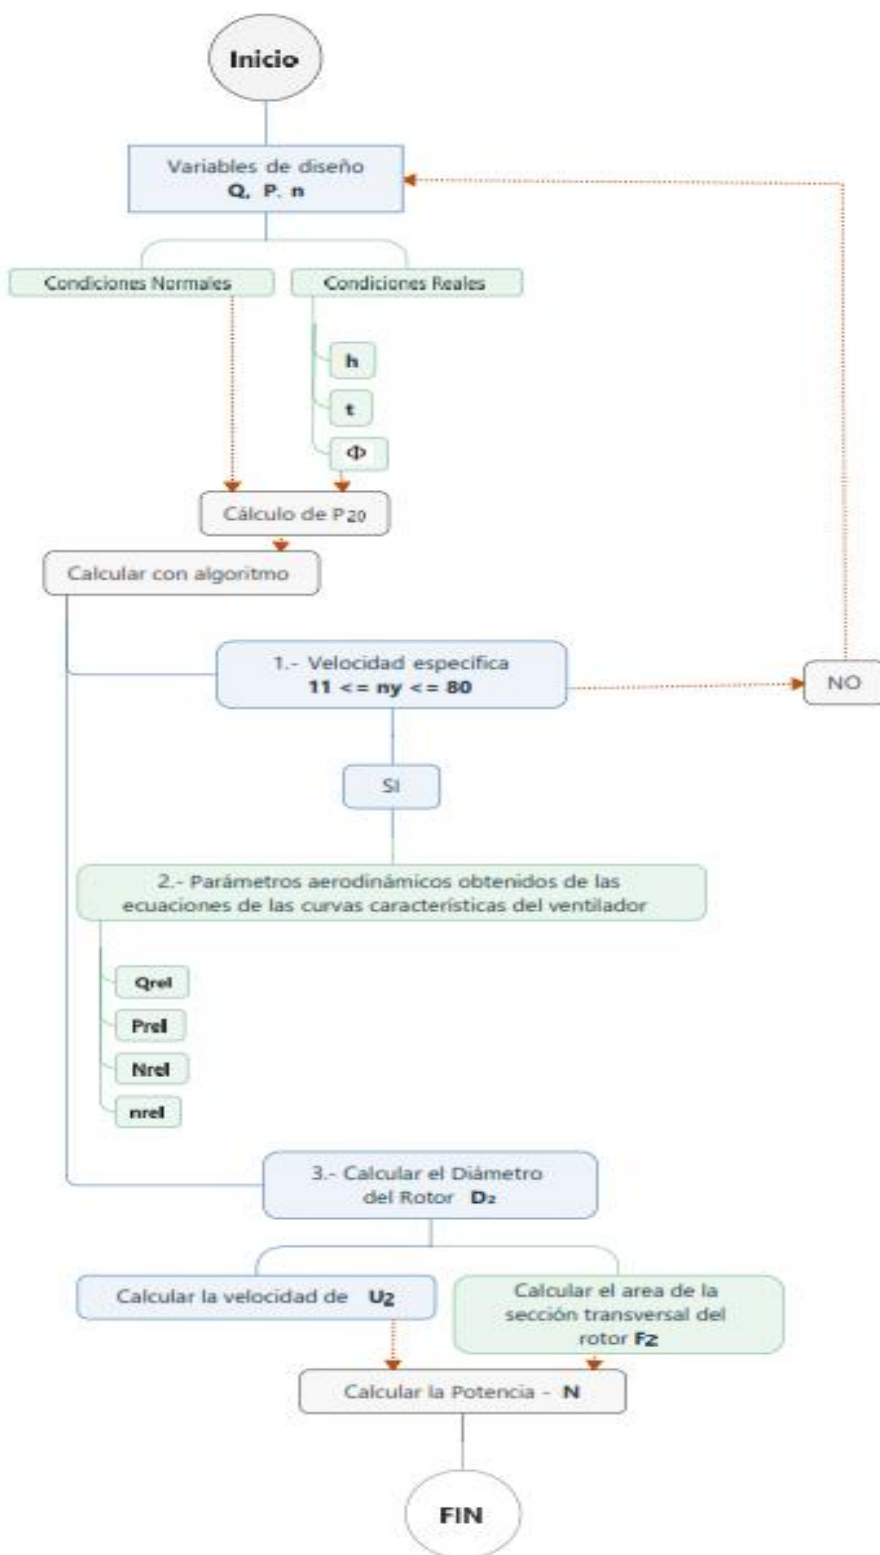 Inicio
Variables de diseño
Q, P. n
Condiciones Normales
Condiciones Reales
h
t
Φ
Cálculo de P20
Calcular con algoritmo
1.- Velocidad específica
11 <= ny <= 80
NO
SI
2.- Parámetros aerodinámicos obtenidos de las
ecuaciones de las curvas características del ventilador
Qrel
Prel
Nrel
nrel
3.- Calcular el Diámetro
del Rotor D2
Calcular la velocidad de U2
Calcular el area de la
sección transversal del
rotor F2
Calcular la Potencia - N
FIN